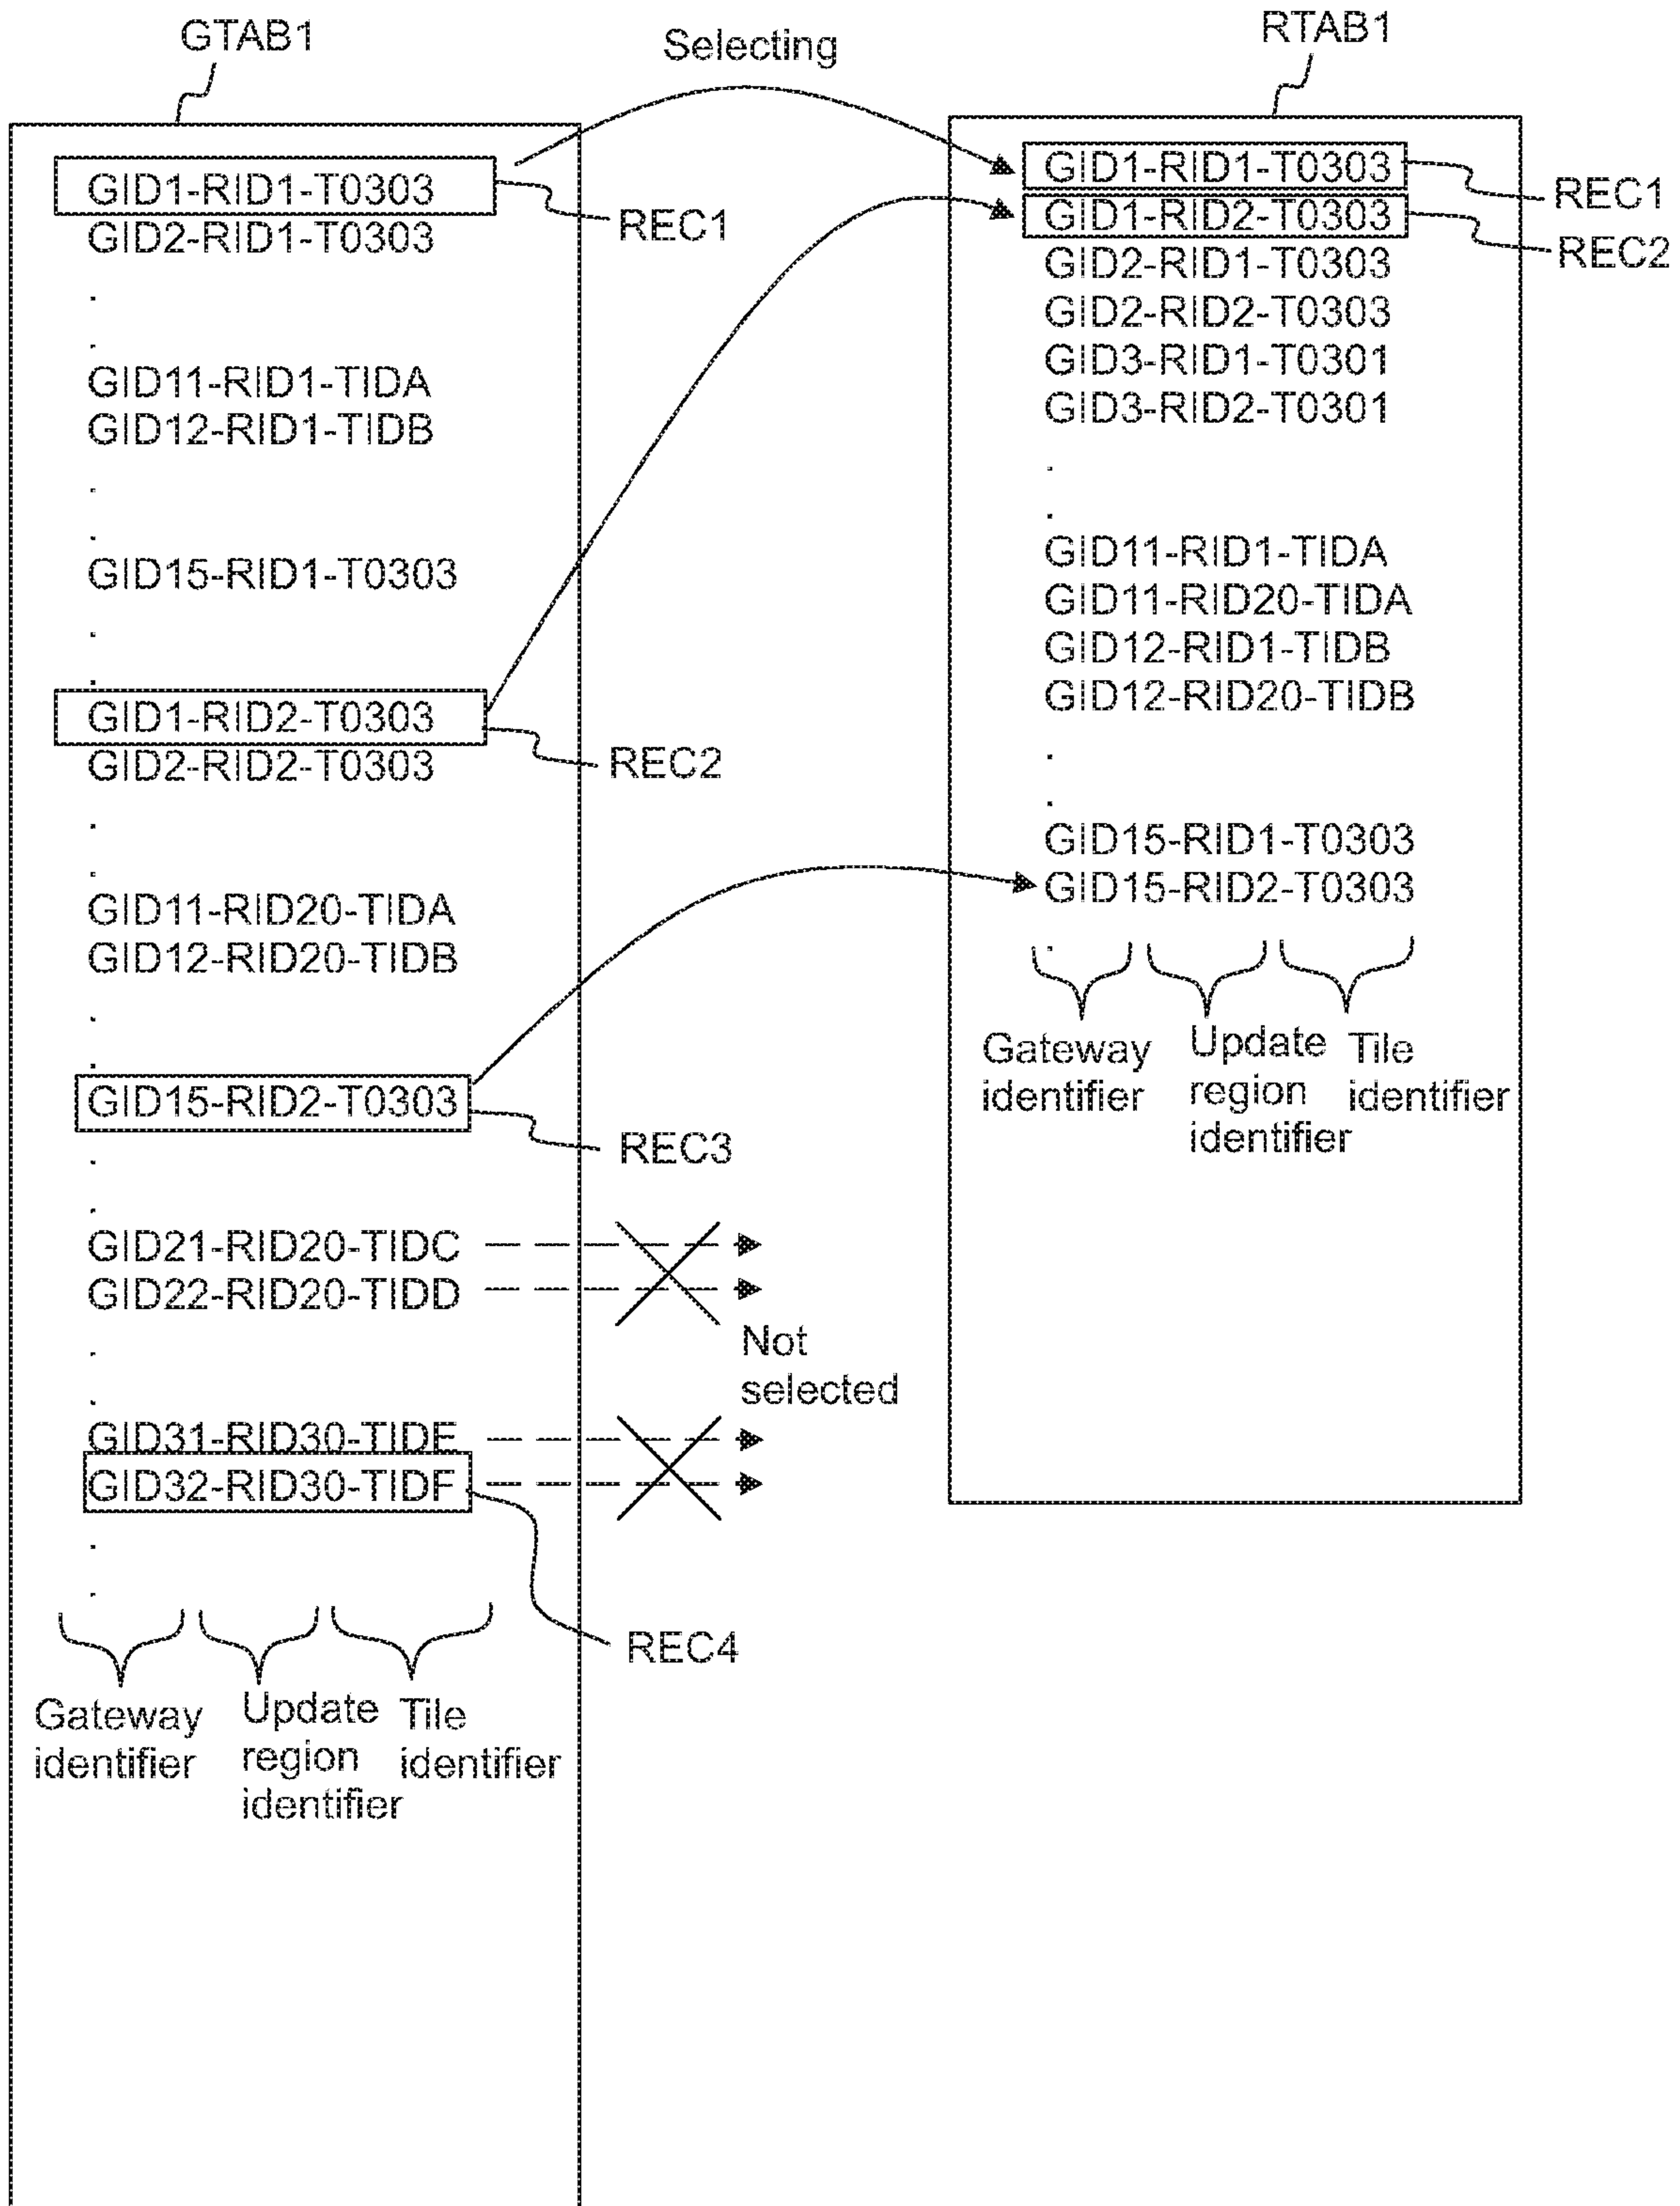 GTAB1
Selecting
RTAB1
GID1-RID1-T0303
REC1
GID2-RID1-T0303
.
.
GID11-RID1-TIDA
GID12-RID1-TIDB
.
.
GID15-RID1-T0303
.
.
GID1-RID2-T0303
REC2
GID2-RID2-T0303
.
.
GID11-RID20-TIDA
GID12-RID20-TIDB
.
.
GID15-RID2-T0303
REC3
.
.
GID21-RID20-TIDC
GID22-RID20-TIDD
Not
selected
.
.
GID31-RID30-TIDE
GID32-RID30-TIDF
REC4
.
.
Gateway
identifier
Update
region
identifier
Tile
identifier
GID1-RID1-T0303
REC1
GID1-RID2-T0303
REC2
GID2-RID1-T0303
GID2-RID2-T0303
GID3-RID1-T0301
GID3-RID2-T0301
.
.
GID11-RID1-TIDA
GID11-RID20-TIDA
GID12-RID1-TIDB
GID12-RID20-TIDB
.
.
GID15-RID1-T0303
GID15-RID2-T0303
.
Gateway
identifier
Update
region
identifier
Tile
identifier